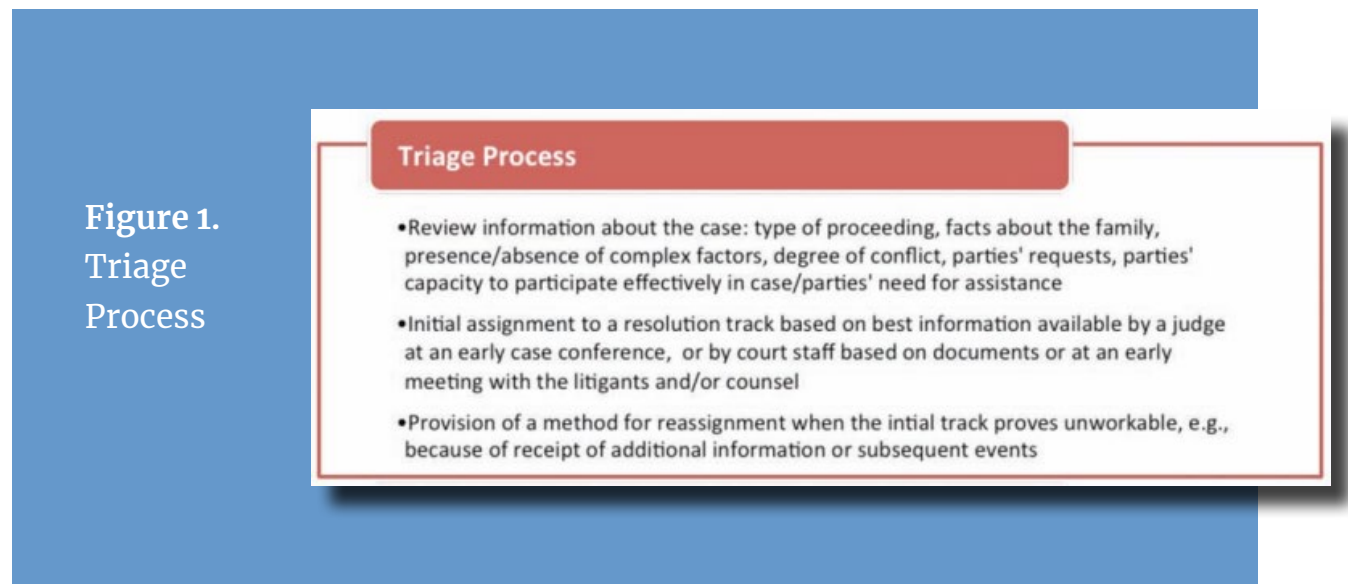 Figure 1.
Triage
Process
Triage Process
•Review information about the case: type of proceeding, facts about the family,
presence/absence of complex factors, degree of conflict, parties' requests, parties'
capacity to participate effectively in case/parties' need for assistance
•Initial assignment to a resolution track based on best information available by a judge
at an early case conference, or by court staff based on documents or at an early
meeting with the litigants and/or counsel
•Provision of a method for reassignment when the intial track proves unworkable, e.g.,
because of receipt of additional information or subsequent events